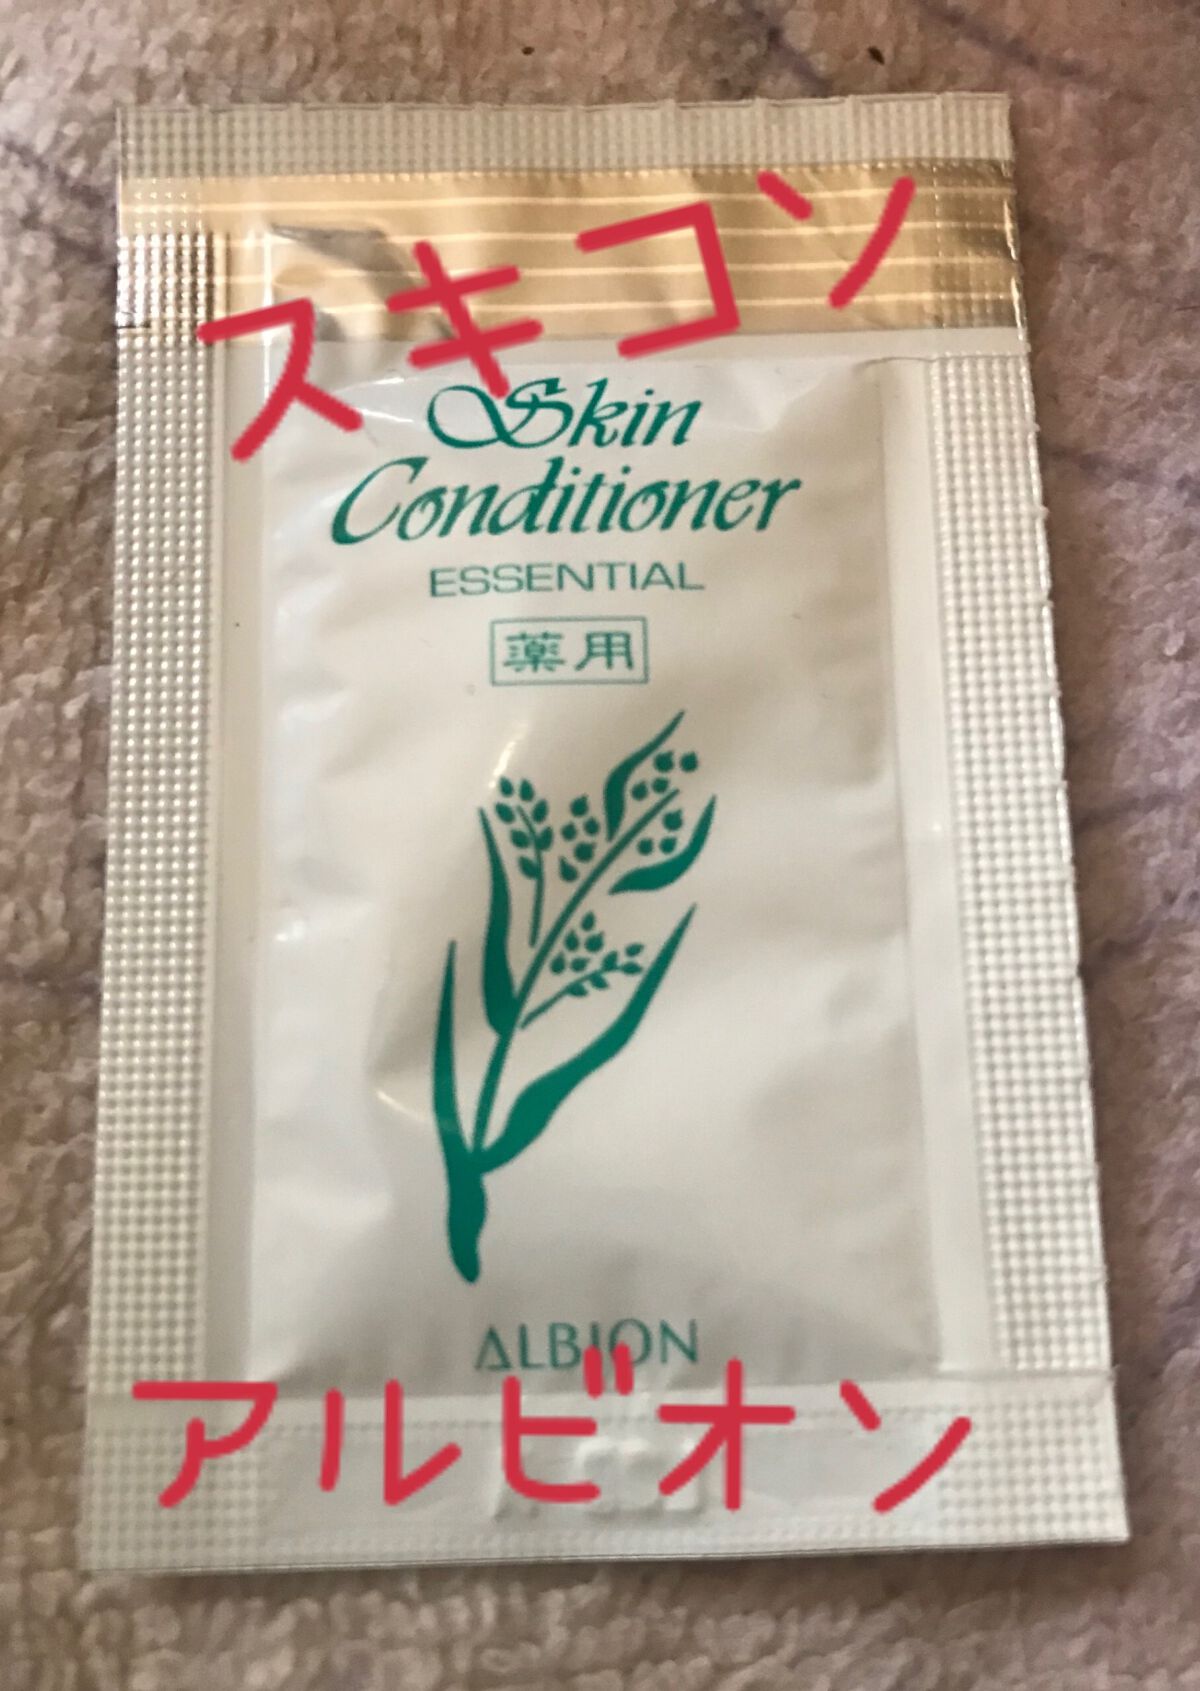 スキコン
Skin
Conditioner
ESSENTIAL
薬用
ALBION
アルビオン